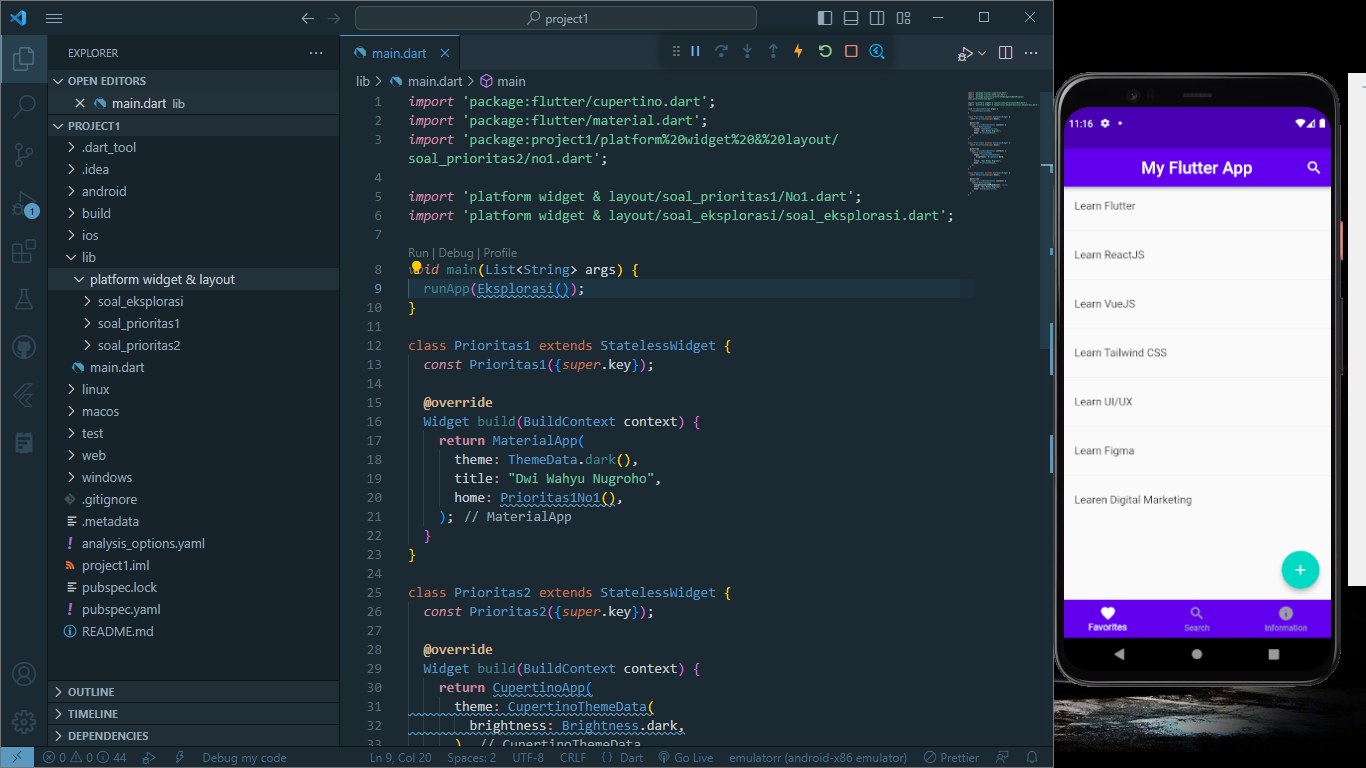 project1
EXPLORER
OPEN EDITORS
main.dart lib
PROJECT1
.dart_tool
.idea
android
build
ios
lib
platform widget & layout
soal_eksplorasi
soal_prioritas1
soal_prioritas2
main.dart
linux
macos
test
web
windows
.gitignore
.metadata
analysis_options.yaml
project1.iml
pubspec.lock
pubspec.yaml
README.md
OUTLINE
TIMELINE
DEPENDENCIES
1
main.dart
lib > main.dart > main
1 import 'package:flutter/cupertino.dart';
2 import 'package:flutter/material.dart';
3 import 'package:project1/platform%20widget%20&%20layout/
soal_prioritas2/no1.dart';
4
5 import 'platform widget & layout/soal_prioritas1/No1.dart';
6 import 'platform widget & layout/soal_eksplorasi/soal_eksplorasi.dart';
7
Run | Debug | Profile
8 void main(List<String> args) {
9 runApp(Eksplorasi());
10 }
11
12 class Prioritas1 extends StatelessWidget {
13 const Prioritas1({super.key});
14
15 @override
16 Widget build(BuildContext context) {
17 return MaterialApp(
18 theme: ThemeData.dark(),
19 title: "Dwi Wahyu Nugroho",
20 home: Prioritas1No1(),
21 ); // MaterialApp
22 }
23 }
24
25 class Prioritas2 extends StatelessWidget {
26 const Prioritas2({super.key});
27
28 @override
29 Widget build(BuildContext context) {
30 return CupertinoApp(
31 theme: CupertinoThemeData(
32 brightness: Brightness.dark,
33 ), // CupertinoThemeData
0 0 44
Debug my code
Ln 9, Col 20
Spaces: 2
UTF-8
CRLF
{} Dart
Go Live
emulatorr (android-x86 emulator)
Prettier
11:16
My Flutter App
Learn Flutter
Learn ReactJS
Learn VueJS
Learn Tailwind CSS
Learn UI/UX
Learn Figma
Learen Digital Marketing
Favorites
Search
Information